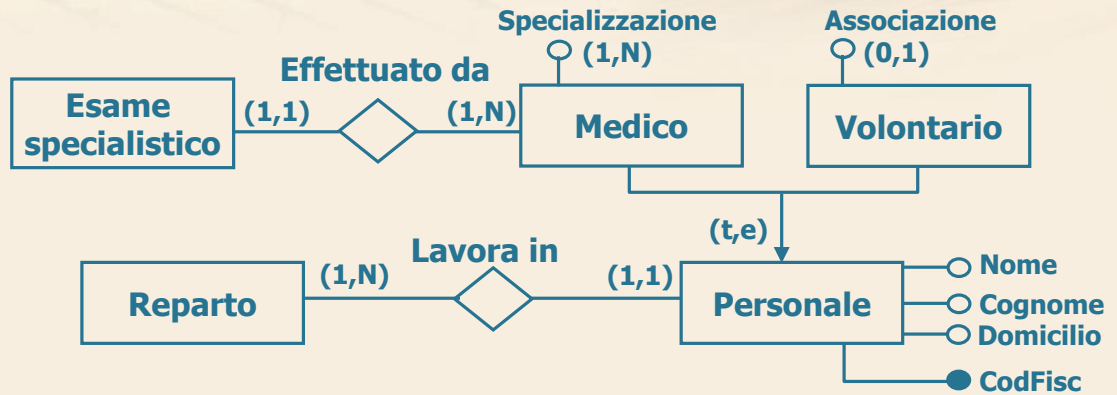 Specializzazione
(1,N)
Associazione
(0,1)
Effettuato da
Esame
specialistico
(1,1)
(1,N)
Medico
Volontario
(t,e)
Lavora in
Reparto
(1,N)
(1,1)
Personale
Nome
Cognome
Domicilio
CodFisc